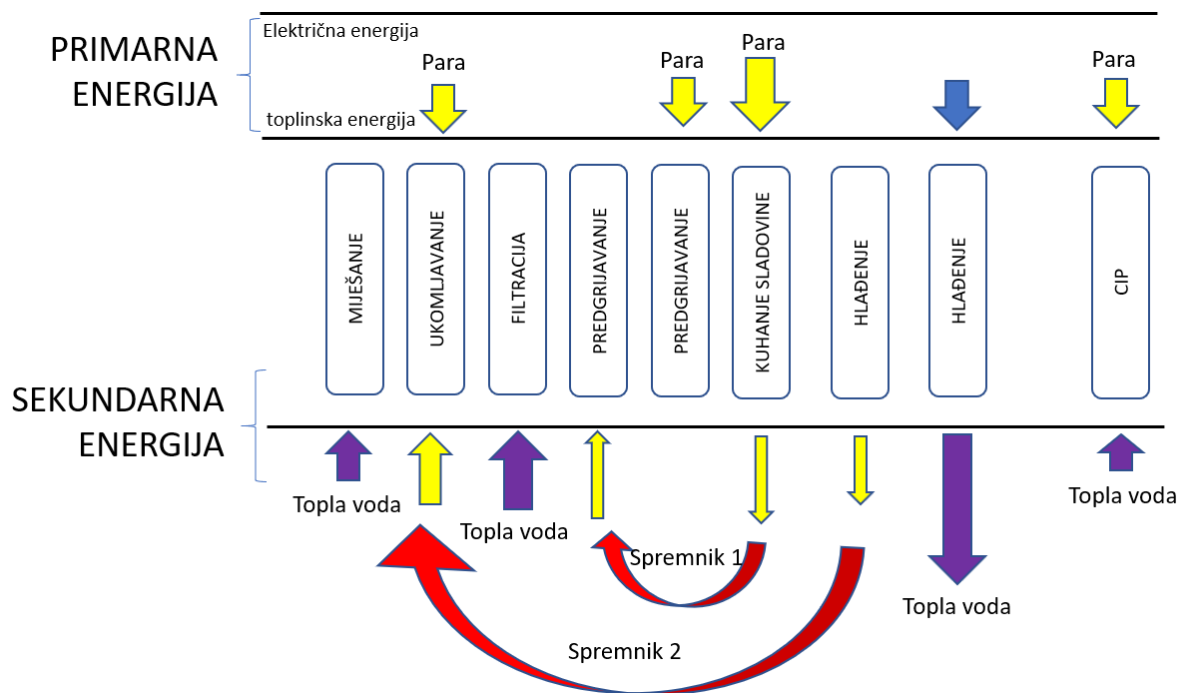 PRIMARNA
ENERGIJA
Električna energija
toplinska energija
Para
Para
Para
Para
MIJEŠANJE
UKOMLJAVANJE
FILTRACIJA
PREDGRIJAVANJE
PREDGRIJAVANJE
KUHANJE SLADOVINE
HLAĐENJE
HLAĐENJE
CIP
SEKUNDARNA
ENERGIJA
Topla voda
Topla voda
Topla voda
Topla voda
Spremnik 1
Spremnik 2